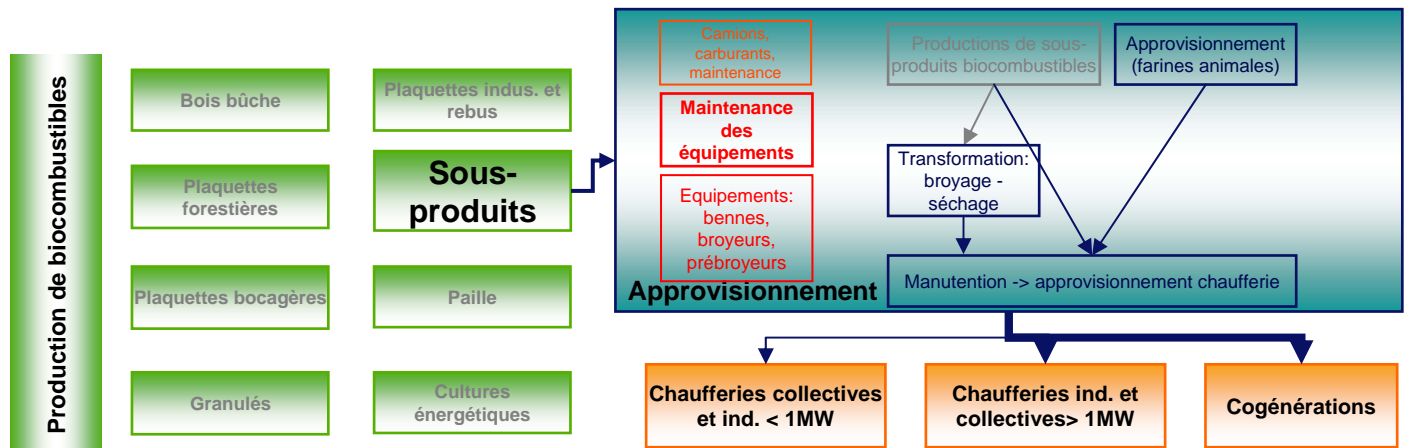 Production de biocombustibles
Bois bûche
Plaquettes indus. et
rebus
Plaquettes
forestières
Sous-
produits
Plaquettes bocagères
Paille
Granulés
Cultures
énergétiques
Camions,
carburants,
maintenance
Maintenance
des
équipements
Equipements:
bennes,
broyeurs,
prébroyeurs
Productions de sous-
produits biocombustibles
Approvisionnement
(farines animales)
Transformation:
broyage -
séchage
Manutention -> approvisionnement chaufferie
Approvisionnement
Chaufferies collectives
et ind. < 1MW
Chaufferies ind. et
collectives> 1MW
Cogénérations